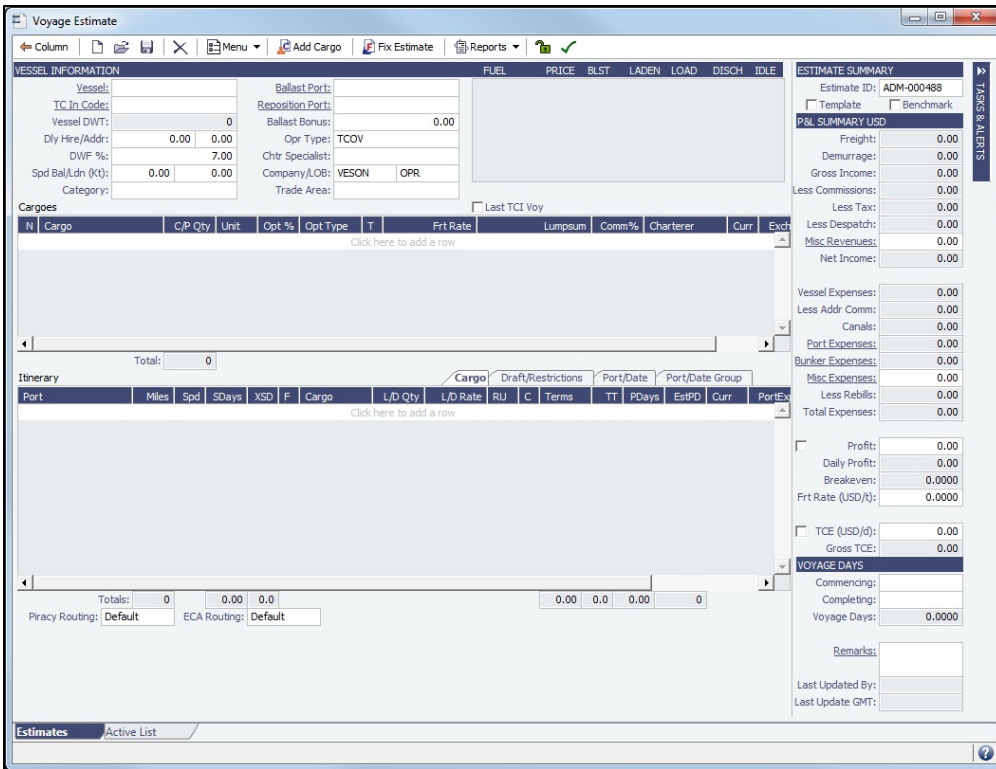 Voyage Estimate
Column Menu Add Cargo Fix Estimate Reports
VESSEL INFORMATION FUEL PRICE BLST LADEN LOAD DISCH IDLE
Vessel: Ballast Port:
TC In Code: Reposition Port:
Vessel DWT: 0 Ballast Bonus: 0.00
Dly Hire/Addr: 0.00 0.00 Opr Type: TCOV
DWF %: 7.00 Chtr Specialist:
Spd Bal/Ldn (Kt): 0.00 0.00 Company/LOB: VESON OPR
Category: Trade Area:
Cargoes Last TCI Voy
N Cargo C/P Qty Unit Opt % Opt Type T Frt Rate Lumpsum Comm% Charterer Curr Exch
Click here to add a row
Total: 0
Itinerary Cargo Draft/Restrictions Port/Date Port/Date Group
Port Miles Spd SDays XSD F Cargo L/D Qty L/D Rate RU C Terms TT PDays EstPD Curr PortEx
Click here to add a row
Totals: 0 0.00 0.0 0.00 0.0 0.00 0
Piracy Routing: Default ECA Routing: Default
ESTIMATE SUMMARY
Estimate ID: ADM-000488
Template Benchmark
P&L SUMMARY USD
Freight: 0.00
Demurrage: 0.00
Gross Income: 0.00
Less Commissions: 0.00
Less Tax: 0.00
Less Despatch: 0.00
Misc Revenues: 0.00
Net Income: 0.00
Vessel Expenses: 0.00
Less Addr Comm: 0.00
Canals: 0.00
Port Expenses: 0.00
Bunker Expenses: 0.00
Misc Expenses: 0.00
Less Rebills: 0.00
Total Expenses: 0.00
Profit: 0.00
Daily Profit: 0.00
Breakeven: 0.0000
Frt Rate (USD/t): 0.0000
TCE (USD/d): 0.00
Gross TCE: 0.00
VOYAGE DAYS
Commencing:
Completing:
Voyage Days: 0.0000
Remarks:
Last Updated By:
Last Update GMT:
TASKS & ALERTS
Estimates Active List